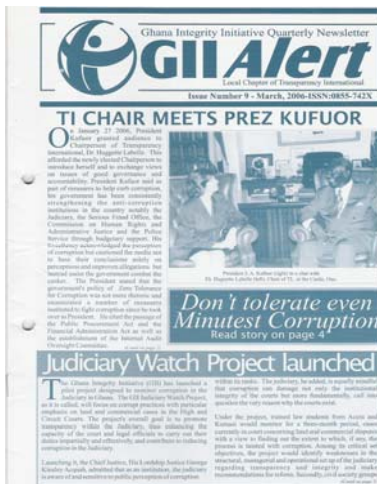 Ghana Integrity Initiative Quarterly Newsletter
GII Alert
Local Chapter of Transparency International
Issue Number 9 - March, 2006-ISSN:0855-742X
TI CHAIR MEETS PREZ KUFUOR
On January 27 2006, President
Kufuor granted audience to
Chairperson of Transparency
International, Dr. Huguette Labelle. This
afforded the newly elected Chairperson to
introduce herself and to exchange views
on issues of good governance and
accountability. President Kufuor said as
part of measures to help curb corruption,
his government has been consistently
strengthening the anti-corruption
institutions in the country notably the
Judiciary, the Serious Fraud Office, the
Commission on Human Rights and
Administrative Justice and the Police
Service through budgetary support. His
Excellency acknowledged the perception
of corruption but cautioned the media not
to base their conclusions solely on
perceptions and unproven allegations but
instead assist the government combat the
canker. The President stated that the
government's policy of Zero Tolerance
for Corruption was not mere rhetoric and
enumerated a number of measures
instituted to fight corruption since he took
over as President. He cited the passage of
the Public Procurement Act and the
Financial Administration Act as well as
the establishment of the Internal Audit
Oversight Committee.
President J. A. Kufuor (right) in a chat with
Dr. Huguette Labelle (left), Chair of TI, at the Castle, Osu.
Don't tolerate even
Minutest Corruption
Read story on page 4
Judiciary Watch Project launched
The Ghana Integrity Initiative (GII) has launched a
pilot project designed to monitor corruption in the
Judiciary in Ghana. The GII Judiciary Watch Project,
as it is called, will focus on corrupt practices with particular
emphasis on land and commercial cases in the High and
Circuit Courts. The project's overall goal is to promote
transparency within the Judiciary, thus enhancing the
capacity of the court and legal officials to carry out their
duties impartially and effectively, and contribute to reducing
corruption in the Judiciary.
Launching it, the Chief Justice, His Lordship Justice George
Kingsley Acquah, admitted that as an institution, the judiciary
is aware of and sensitive to public perception of corruption
within its ranks. The judiciary, he added, is equally mindful
that corruption can damage not only the institutional
integrity of the courts but more fundamentally, call into
question the very reason why the courts exist.
Under the project, trained law students from Accra and
Kumasi would monitor for a three-month period, cases
currently in court concerning land and commercial disputes
with a view to finding out the extent to which, if any, the
process is tainted with corruption. Among its critical set
objectives, the project would identify weaknesses in the
structural, managerial and operational set up of the judiciary
regarding transparency and integrity and make
recommendations for reform. Secondly, civil society groups